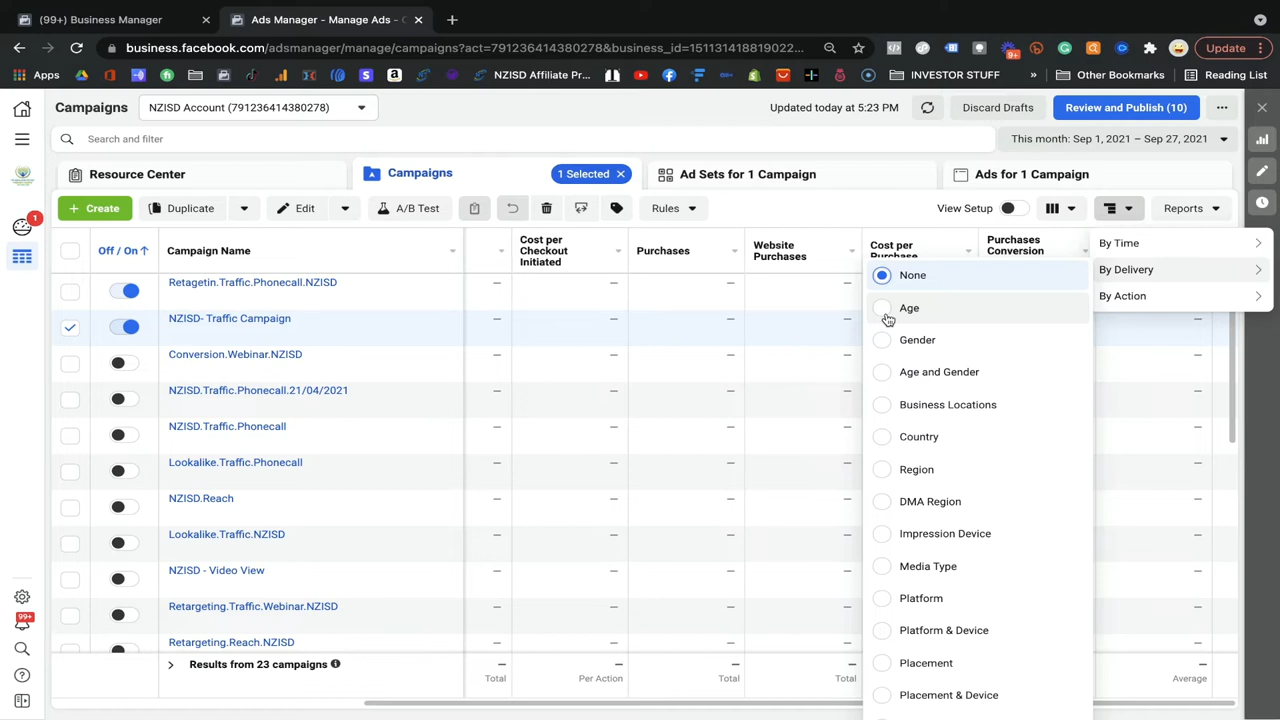 (99+) Business Manager
Ads Manager - Manage Ads - C
business.facebook.com/adsmanager/manage/campaigns?act=791236414380278&business_id=151131418819022...
Update
Apps
NZISD Affiliate Pr...
INVESTOR STUFF
»
Other Bookmarks
Reading List
9+
Campaigns
NZISD Account (791236414380278)
Updated today at 5:23 PM
Discard Drafts
Review and Publish (10)
Search and filter
This month: Sep 1, 2021 – Sep 27, 2021
Resource Center
Campaigns
1 Selected
Ad Sets for 1 Campaign
Ads for 1 Campaign
+ Create
Duplicate
Edit
A/B Test
Rules
View Setup
Reports
1
Off / On
Campaign Name
Cost per
Checkout
Initiated
Purchases
Website
Purchases
Cost per
Purchase
Purchases
Conversion
By Time
By Delivery
By Action
None
Age
Gender
Age and Gender
Business Locations
Country
Region
DMA Region
Impression Device
Media Type
Platform
Platform & Device
Placement
Placement & Device
Retagetin.Traffic.Phonecall.NZISD
NZISD- Traffic Campaign
Conversion.Webinar.NZISD
NZISD.Traffic.Phonecall.21/04/2021
NZISD.Traffic.Phonecall
Lookalike.Traffic.Phonecall
NZISD.Reach
Lookalike.Traffic.NZISD
NZISD - Video View
Retargeting.Traffic.Webinar.NZISD
Retargeting.Reach.NZISD
99+
Results from 23 campaigns
Total
Per Action
Total
Total
Average